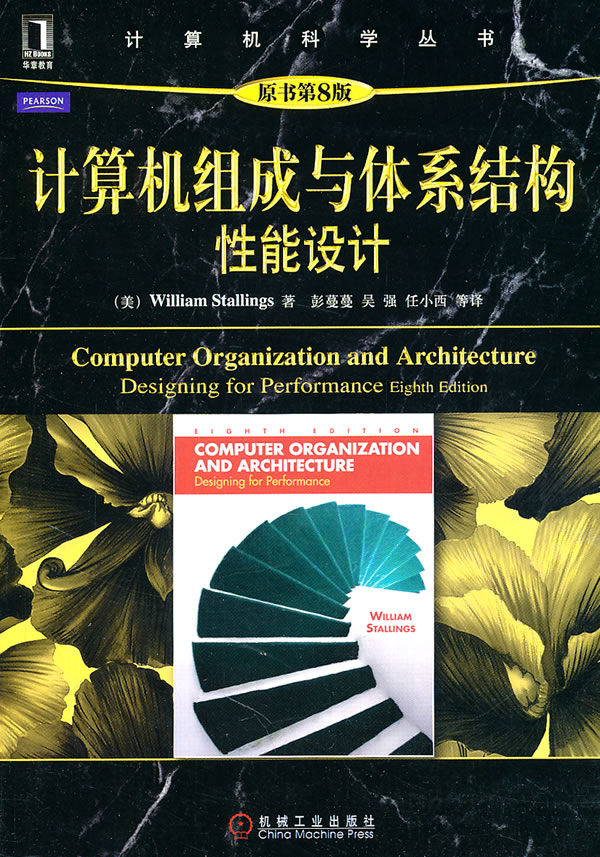 HZ Books
华章教育
计算机科学丛书
PEARSON
原书第8版
计算机组成与体系结构
性能设计
（美）William Stallings 著 彭蔓蔓 吴 强 任小西 等译
Computer Organization and Architecture
Designing for Performance Eighth Edition
EIGHTH EDITION
COMPUTER ORGANIZATION
AND ARCHITECTURE
Designing for Performance
WILLIAM
STALLINGS
机械工业出版社
China Machine Press